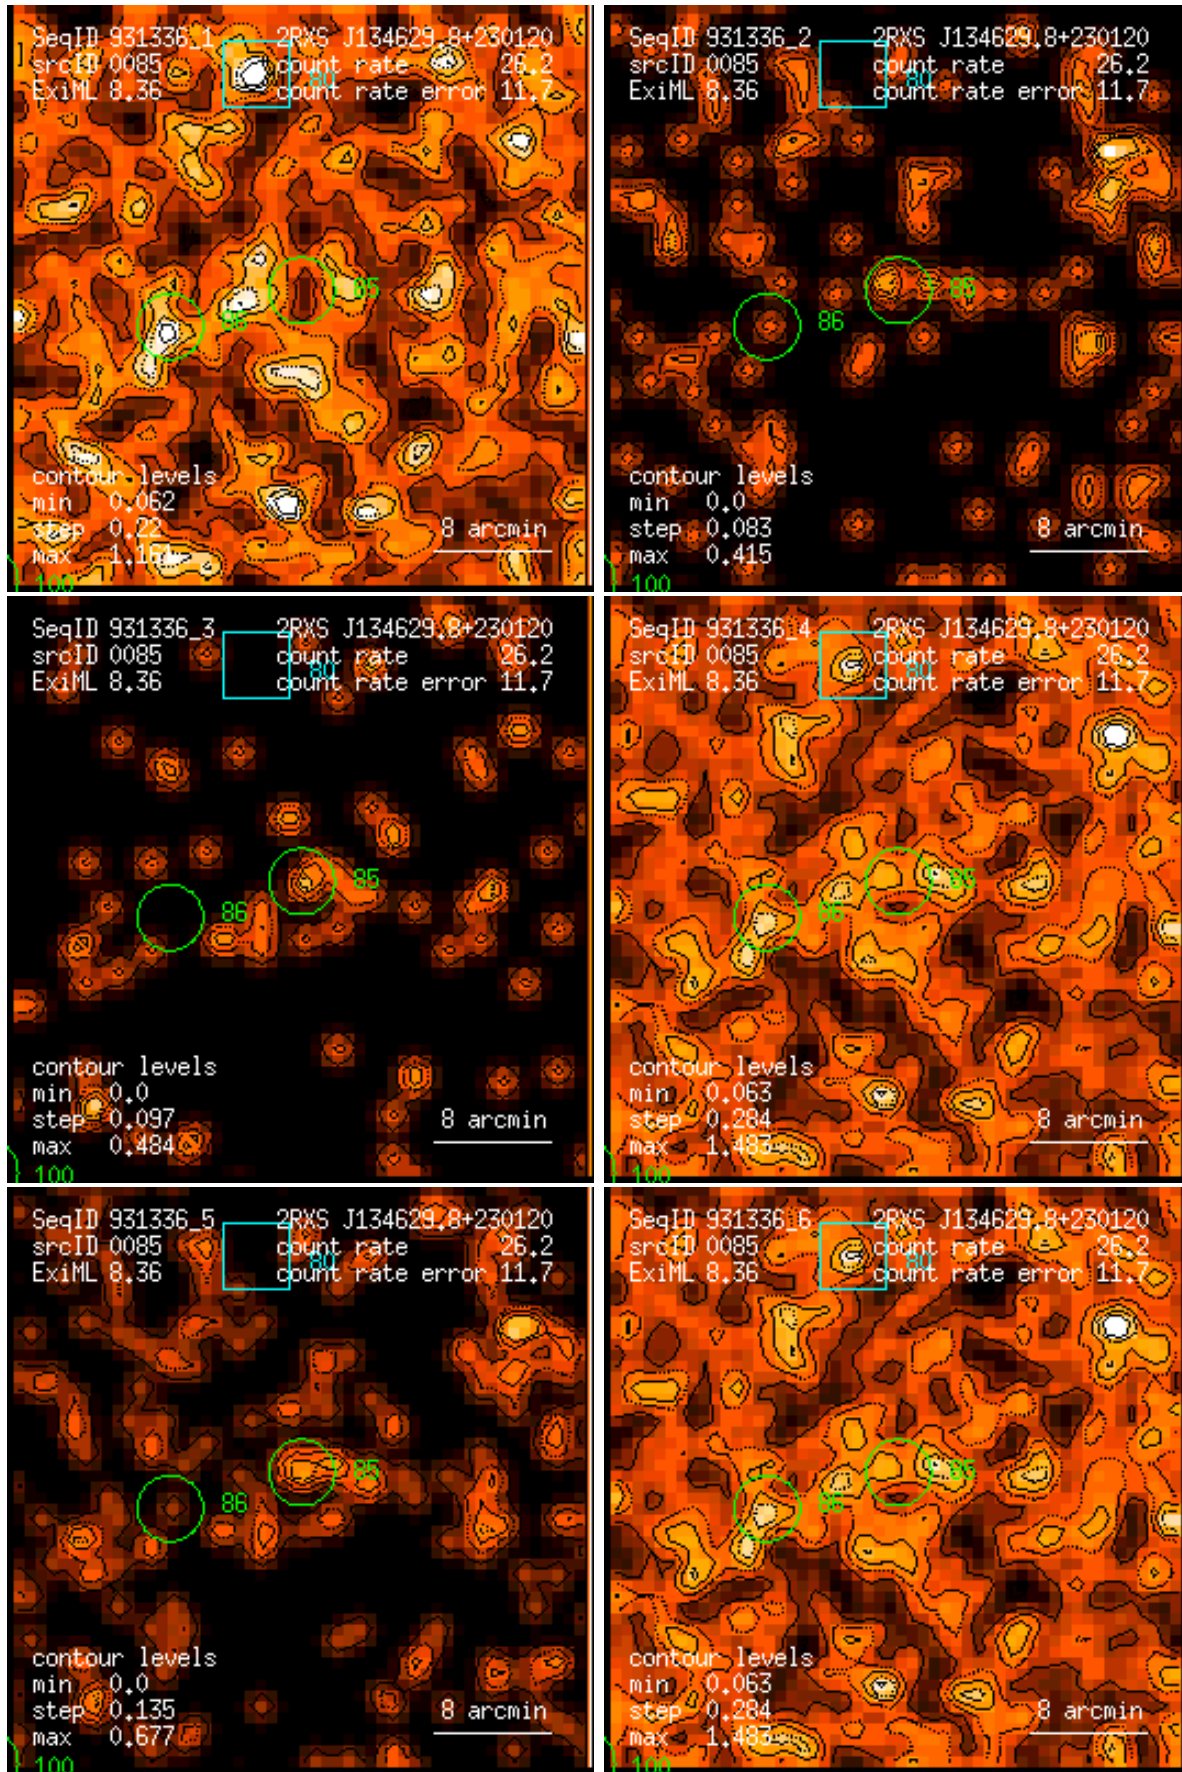 SeqID 931336_1 2RXS J134629.8+230120
srcID 0085 count rate 26.2
ExiML 8.36 count rate error 11.7
80
85
86
contour levels
min 0.062
step 0.22
max 1.161
8 arcmin
100
SeqID 931336_2 2RXS J134629.8+230120
srcID 0085 count rate 26.2
ExiML 8.36 count rate error 11.7
80
85
86
contour levels
min 0.0
step 0.083
max 0.415
8 arcmin
100
SeqID 931336_3 2RXS J134629.8+230120
srcID 0085 count rate 26.2
ExiML 8.36 count rate error 11.7
80
85
86
contour levels
min 0.0
step 0.097
max 0.484
8 arcmin
100
SeqID 931336_4 2RXS J134629.8+230120
srcID 0085 count rate 26.2
ExiML 8.36 count rate error 11.7
80
85
86
contour levels
min 0.063
step 0.284
max 1.483
8 arcmin
100
SeqID 931336_5 2RXS J134629.8+230120
srcID 0085 count rate 26.2
ExiML 8.36 count rate error 11.7
80
85
86
contour levels
min 0.0
step 0.135
max 0.677
8 arcmin
100
SeqID 931336_6 2RXS J134629.8+230120
srcID 0085 count rate 26.2
ExiML 8.36 count rate error 11.7
80
85
86
contour levels
min 0.063
step 0.284
max 1.483
8 arcmin
100